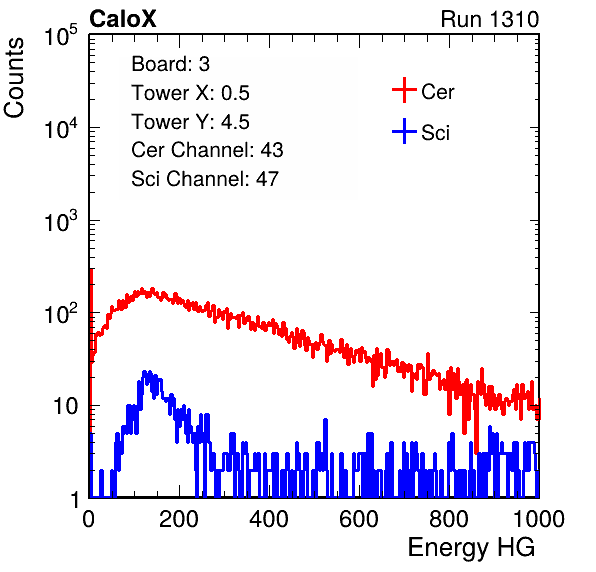 CaloX Run 1310
Counts
Board: 3
Tower X: 0.5
Tower Y: 4.5
Cer Channel: 43
Sci Channel: 47
Cer
Sci
10^5
10^4
10^3
10^2
10
1
0 200 400 600 800 1000
Energy HG